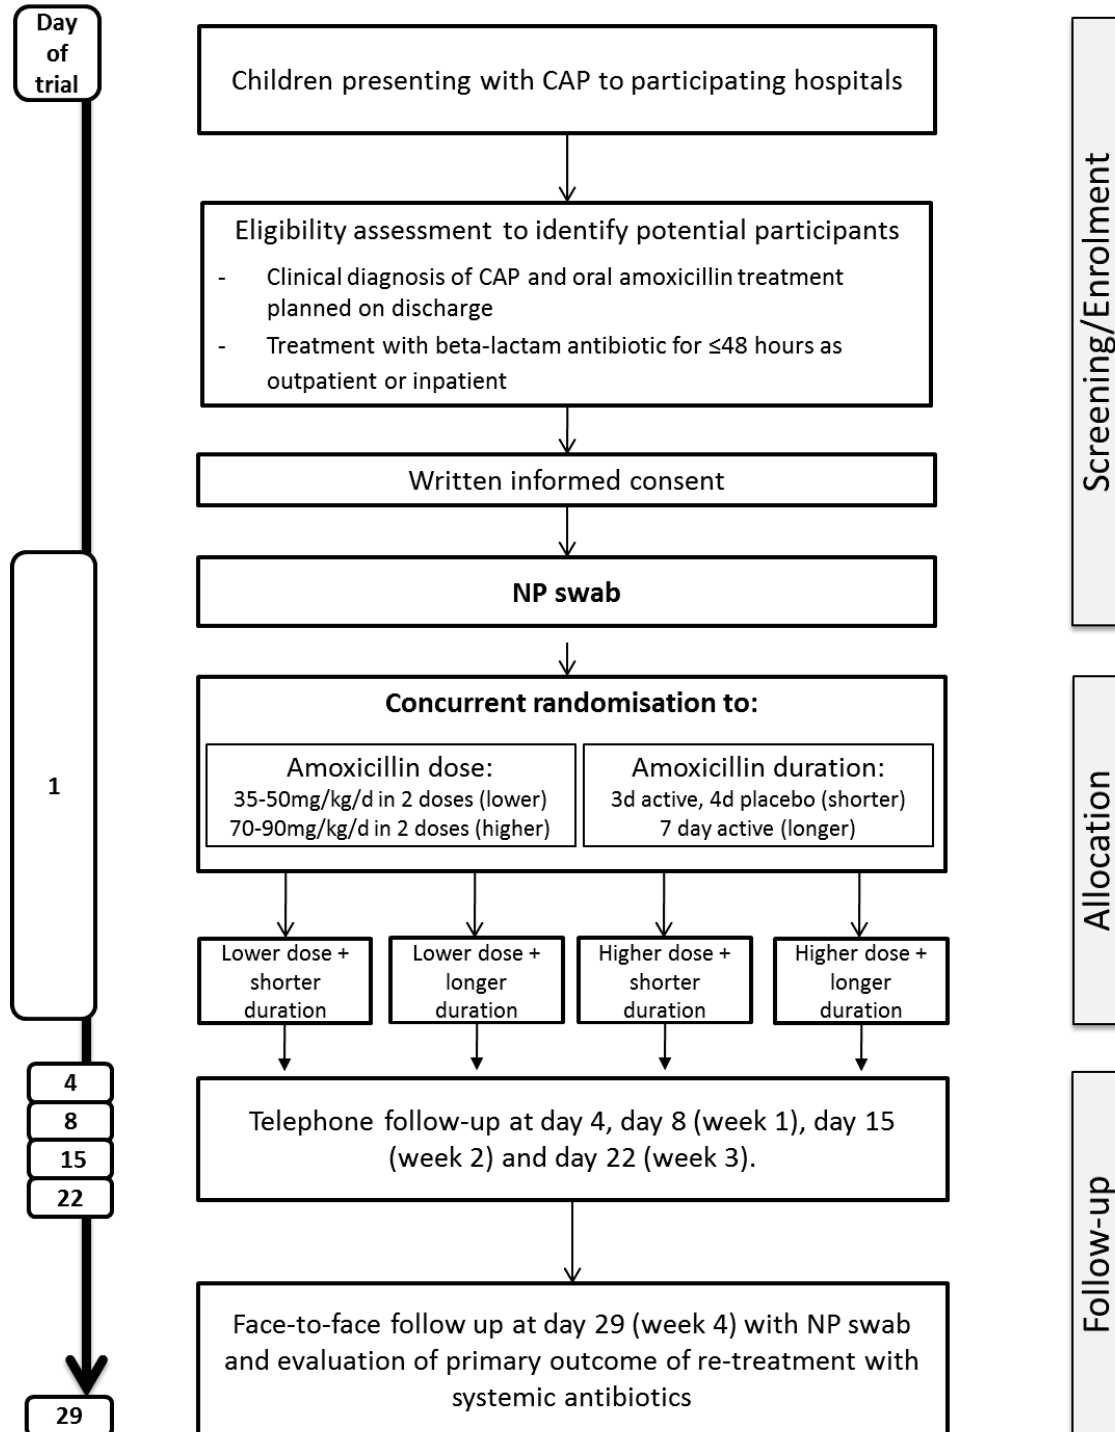 Day
of
trial
Children presenting with CAP to participating hospitals
Eligibility assessment to identify potential participants
- Clinical diagnosis of CAP and oral amoxicillin treatment
planned on discharge
- Treatment with beta-lactam antibiotic for ≤48 hours as
outpatient or inpatient
Written informed consent
NP swab
Screening/Enrolment
1
Concurrent randomisation to:
Amoxicillin dose:
35-50mg/kg/d in 2 doses (lower)
70-90mg/kg/d in 2 doses (higher)
Amoxicillin duration:
3d active, 4d placebo (shorter)
7 day active (longer)
Lower dose +
shorter
duration
Lower dose +
longer
duration
Higher dose +
shorter
duration
Higher dose +
longer
duration
Allocation
4
8
15
22
Telephone follow-up at day 4, day 8 (week 1), day 15
(week 2) and day 22 (week 3).
Face-to-face follow up at day 29 (week 4) with NP swab
and evaluation of primary outcome of re-treatment with
systemic antibiotics
29
Follow-up